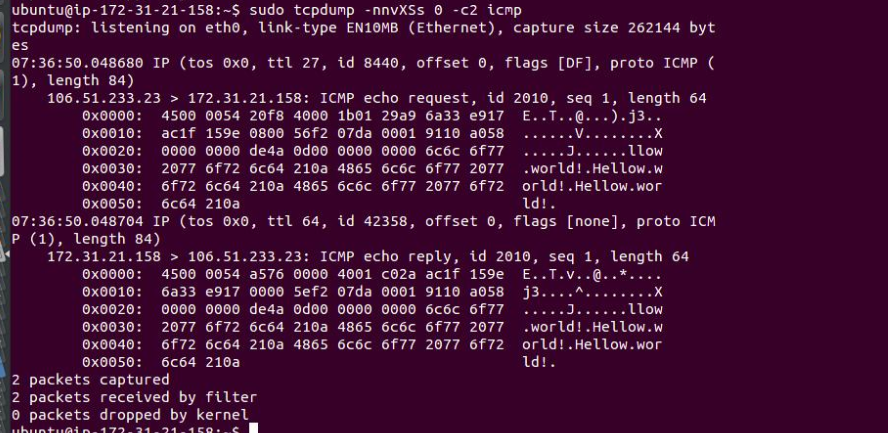 ubuntu@ip-172-31-21-158:~$ sudo tcpdump -nnvXSs 0 -c2 icmp
tcpdump: listening on eth0, link-type EN10MB (Ethernet), capture size 262144 byt
es
07:36:50.048680 IP (tos 0x0, ttl 27, id 8440, offset 0, flags [DF], proto ICMP (
1), length 84)
    106.51.233.23 > 172.31.21.158: ICMP echo request, id 2010, seq 1, length 64
        0x0000:  4500 0054 20f8 4000 1b01 29a9 6a33 e917  E..T..@...).j3..
        0x0010:  ac1f 159e 0800 56f2 07da 0001 9110 a058  ......V........X
        0x0020:  0000 0000 de4a 0d00 0000 0000 6c6c 6f77  .....J......llow
        0x0030:  2077 6f72 6c64 210a 4865 6c6c 6f77 2077  .world!.Hellow.w
        0x0040:  6f72 6c64 210a 4865 6c6c 6f77 2077 6f72  orld!.Hellow.wor
        0x0050:  6c64 210a                                ld!.
07:36:50.048704 IP (tos 0x0, ttl 64, id 42358, offset 0, flags [none], proto ICM
P (1), length 84)
    172.31.21.158 > 106.51.233.23: ICMP echo reply, id 2010, seq 1, length 64
        0x0000:  4500 0054 a576 0000 4001 c02a ac1f 159e  E..T.v..@..*....
        0x0010:  6a33 e917 0000 5ef2 07da 0001 9110 a058  j3....^........X
        0x0020:  0000 0000 de4a 0d00 0000 0000 6c6c 6f77  .....J......llow
        0x0030:  2077 6f72 6c64 210a 4865 6c6c 6f77 2077  .world!.Hellow.w
        0x0040:  6f72 6c64 210a 4865 6c6c 6f77 2077 6f72  orld!.Hellow.wor
        0x0050:  6c64 210a                                ld!.
2 packets captured
2 packets received by filter
0 packets dropped by kernel
ubuntu@ip-172-31-21-158:~$